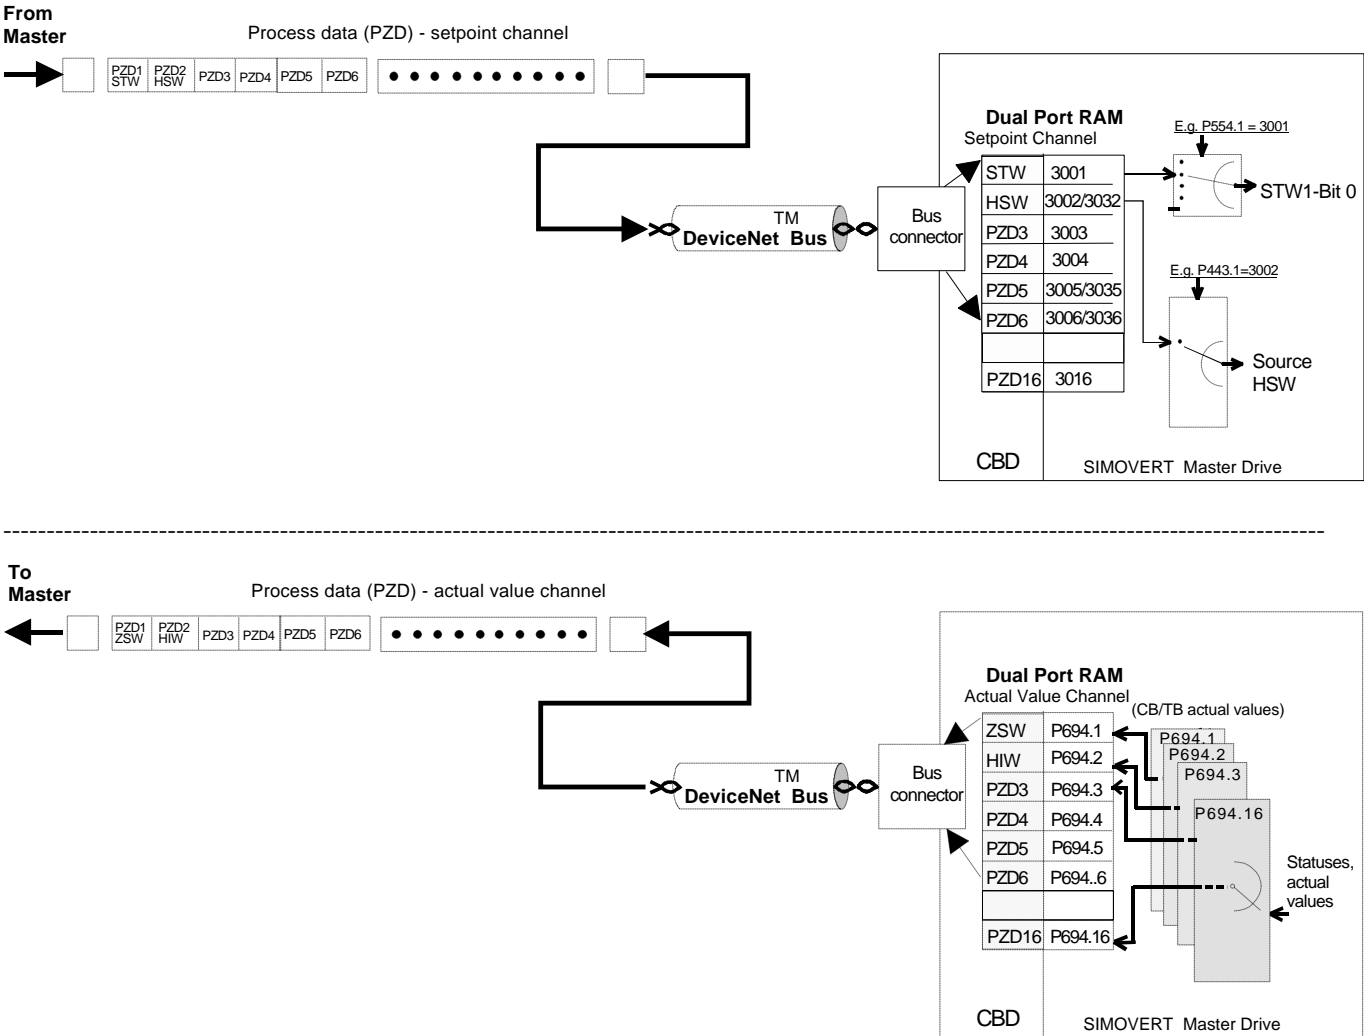 From
Master
Process data (PZD) - setpoint channel
PZD1
STW
PZD2
HSW
PZD3
PZD4
PZD5
PZD6
Dual Port RAM
Setpoint Channel
E.g. P554.1 = 3001
STW 3001
HSW 3002/3032
PZD3 3003
PZD4 3004
PZD5 3005/3035
PZD6 3006/3036
PZD16 3016
STW1-Bit 0
E.g. P443.1=3002
Source
HSW
TM
DeviceNet Bus
Bus
connector
CBD
SIMOVERT Master Drive
To
Master
Process data (PZD) - actual value channel
PZD1
ZSW
PZD2
HIW
PZD3
PZD4
PZD5
PZD6
Dual Port RAM
Actual Value Channel
(CB/TB actual values)
ZSW P694.1
HIW P694.2
PZD3 P694.3
PZD4 P694.4
PZD5 P694.5
PZD6 P694..6
PZD16 P694.16
P694.1
P694.2
P694.3
P694.16
Statuses,
actual
values
TM
DeviceNet Bus
Bus
connector
CBD
SIMOVERT Master Drive